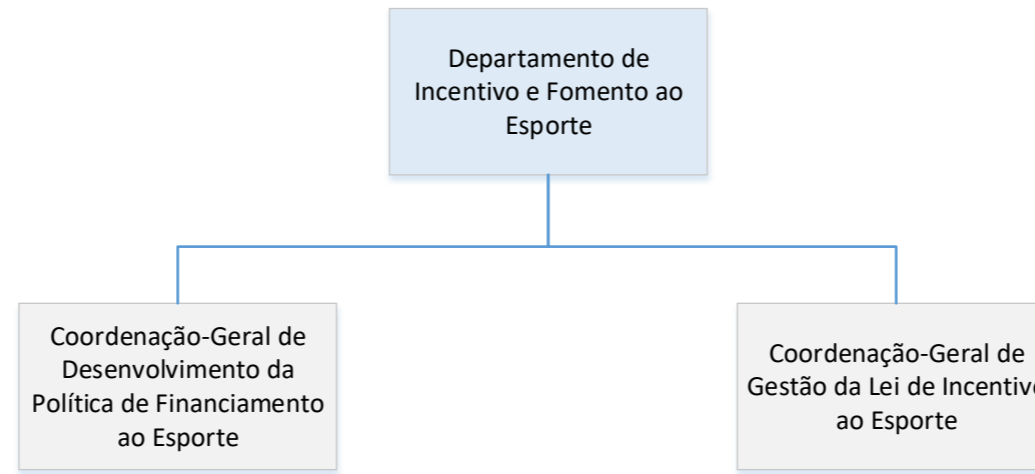 Departamento de
Incentivo e Fomento ao
Esporte
Coordenação-Geral de
Desenvolvimento da
Política de Financiamento
ao Esporte
Coordenação-Geral de
Gestão da Lei de Incentivo
ao Esporte